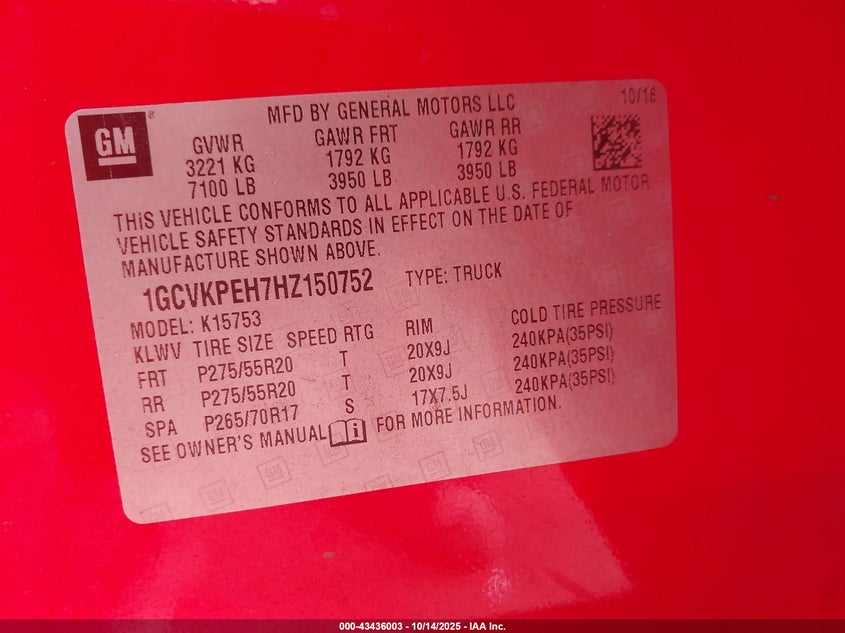 GM
MFD BY GENERAL MOTORS LLC
10/16
GVWR GAWR FRT GAWR RR
3221 KG 1792 KG 1792 KG
7100 LB 3950 LB 3950 LB
THIS VEHICLE CONFORMS TO ALL APPLICABLE U.S. FEDERAL MOTOR
VEHICLE SAFETY STANDARDS IN EFFECT ON THE DATE OF
MANUFACTURE SHOWN ABOVE.
1GCVKPEH7HZ150752 TYPE: TRUCK
MODEL: K15753
KLWV TIRE SIZE SPEED RTG RIM COLD TIRE PRESSURE
FRT P275/55R20 T 20X9J 240KPA(35PSI)
RR P275/55R20 T 20X9J 240KPA(35PSI)
SPA P265/70R17 S 17X7.5J 240KPA(35PSI)
SEE OWNER'S MANUAL i FOR MORE INFORMATION.
000-43436003 - 10/14/2025 - IAA Inc.